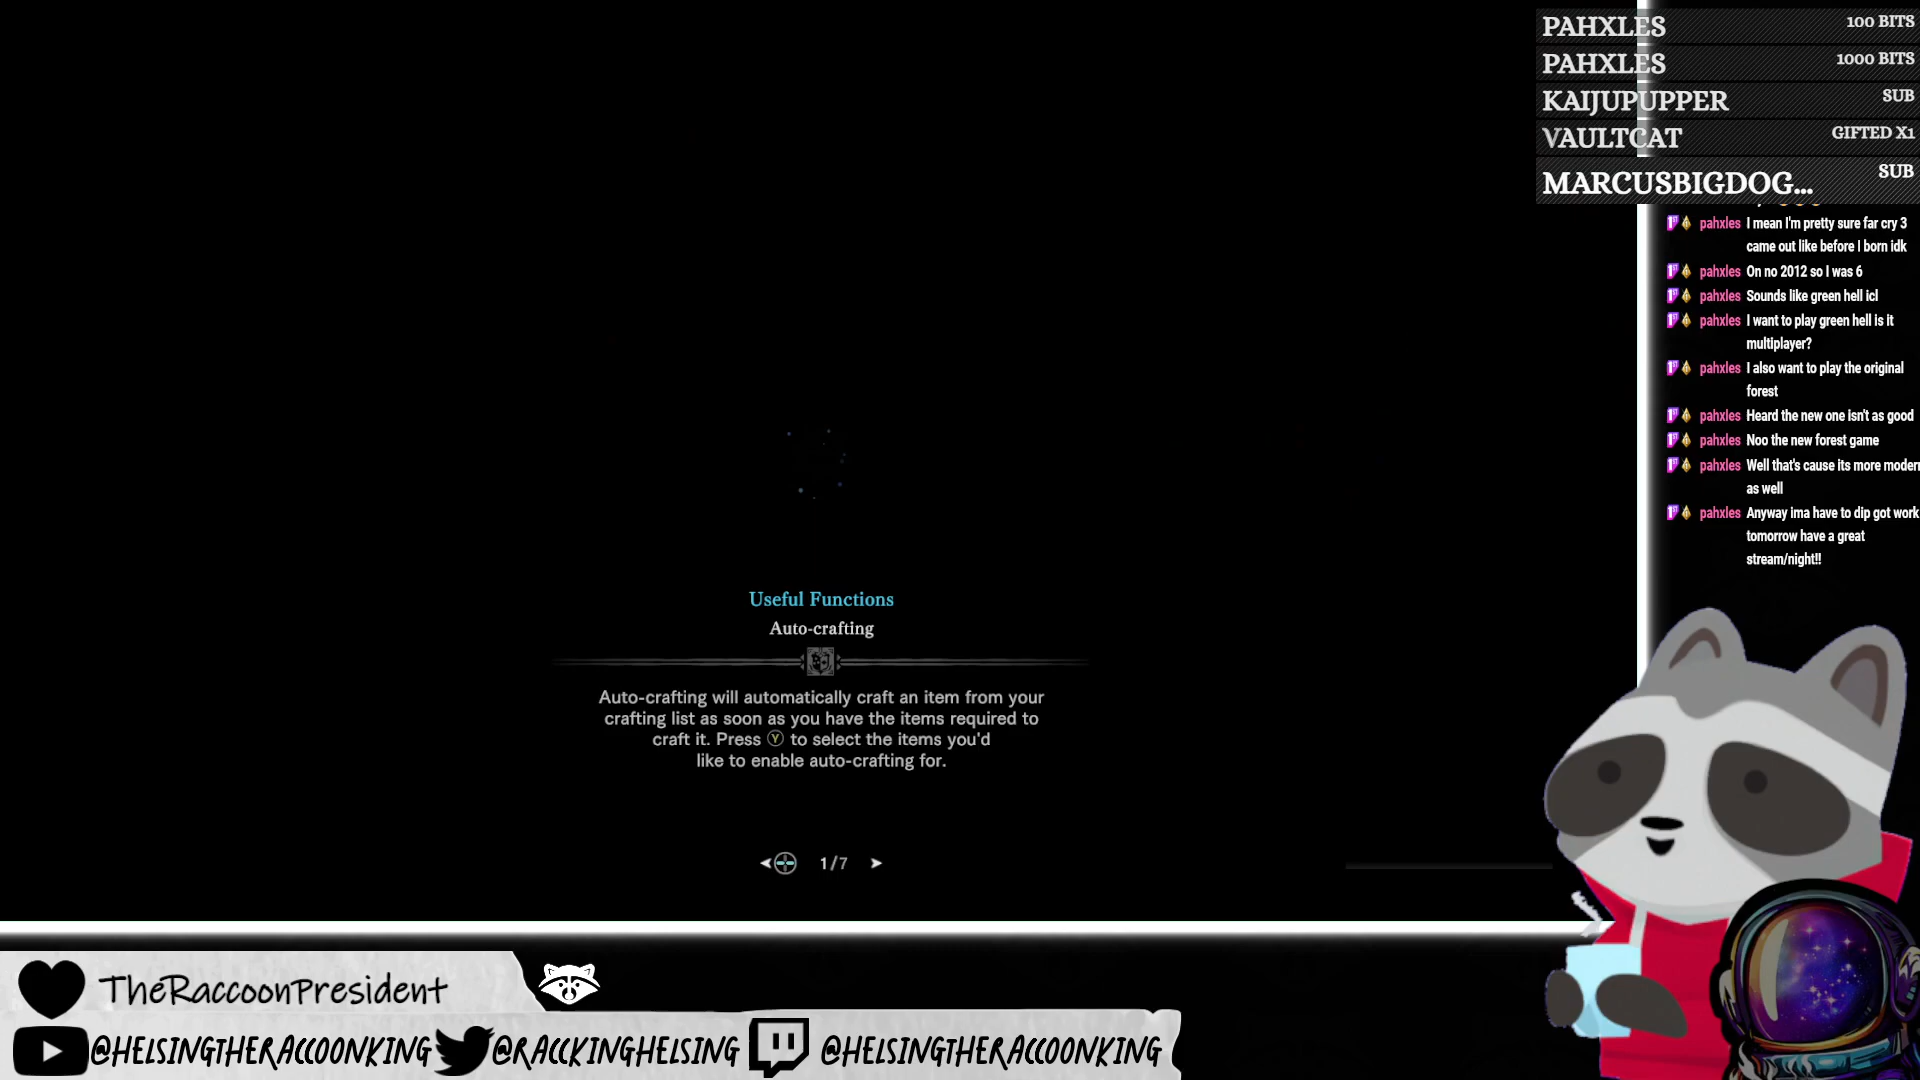 PAHXLES 100 BITS
PAHXLES 1000 BITS
KAIJUPUPPER SUB
VAULTCAT GIFTED X1
MARCUSBIGDOG... SUB
pahxles I mean I'm pretty sure far cry 3
came out like before I born idk
pahxles On no 2012 so I was 6
pahxles Sounds like green hell icl
pahxles I want to play green hell is it
multiplayer?
pahxles I also want to play the original
forest
pahxles Heard the new one isn't as good
pahxles Noo the new forest game
pahxles Well that's cause its more modern
as well
pahxles Anyway ima have to dip got work
tomorrow have a great
stream/night!!
Useful Functions
Auto-crafting
Auto-crafting will automatically craft an item from your
crafting list as soon as you have the items required to
craft it. Press Y to select the items you'd
like to enable auto-crafting for.
1/7
TheRaccoonPresident
@HELSINGTHERACCOONKING @RACCKINGHELSING @HELSINGTHERACCOONKING